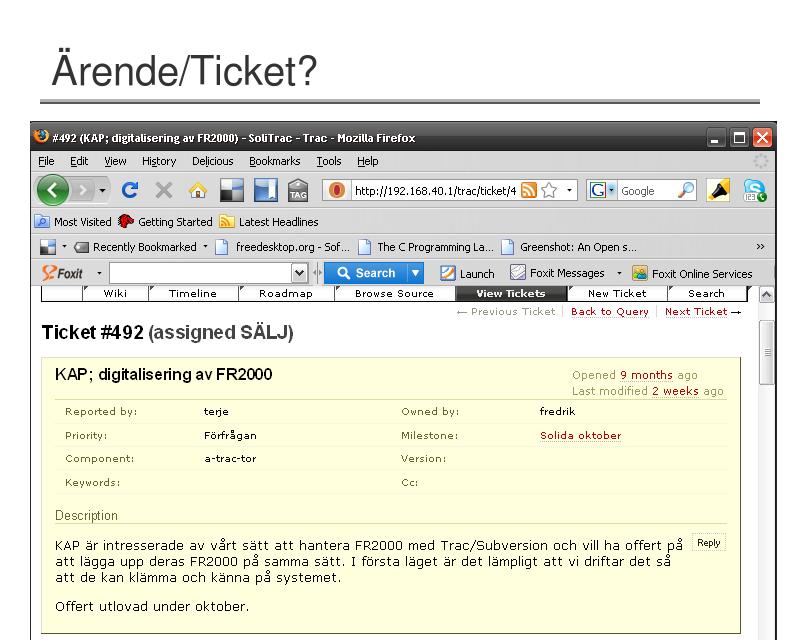 Ärende/Ticket?
#492 (KAP; digitalisering av FR2000) - SoliTrac - Trac - Mozilla Firefox
File Edit View History Delicious Bookmarks Tools Help
TAG http://192.168.40.1/trac/ticket/4 G Google 123
Most Visited Getting Started Latest Headlines
Recently Bookmarked freedesktop.org - Sof... The C Programming La... Greenshot: An Open s... »
Foxit Search Launch Foxit Messages Foxit Online Services
Wiki Timeline Roadmap Browse Source View Tickets New Ticket Search
← Previous Ticket Back to Query Next Ticket →
Ticket #492 (assigned SÄLJ)
KAP; digitalisering av FR2000 Opened 9 months ago
Last modified 2 weeks ago
Reported by: terje Owned by: fredrik
Priority: Förfrågan Milestone: Solida oktober
Component: a-trac-tor Version:
Keywords: Cc:
Description
KAP är intresserade av vårt sätt att hantera FR2000 med Trac/Subversion och vill ha offert på Reply
att lägga upp deras FR2000 på samma sätt. I första läget är det lämpligt att vi driftar det så
att de kan klämma och känna på systemet.
Offert utlovad under oktober.